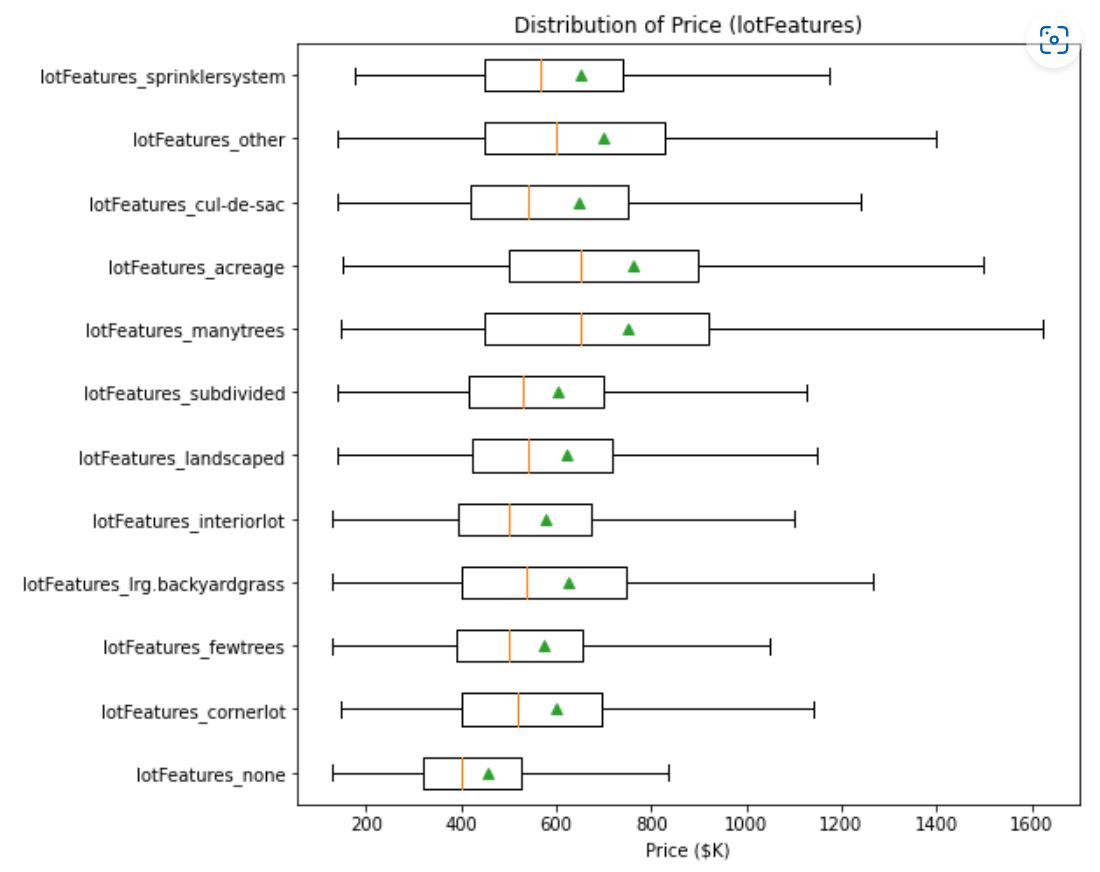 Distribution of Price (lotFeatures)
lotFeatures_sprinklersystem
lotFeatures_other
lotFeatures_cul-de-sac
lotFeatures_acreage
lotFeatures_manytrees
lotFeatures_subdivided
lotFeatures_landscaped
lotFeatures_interiorlot
lotFeatures_lrg.backyardgrass
lotFeatures_fewtrees
lotFeatures_cornerlot
lotFeatures_none
200 400 600 800 1000 1200 1400 1600
Price ($K)